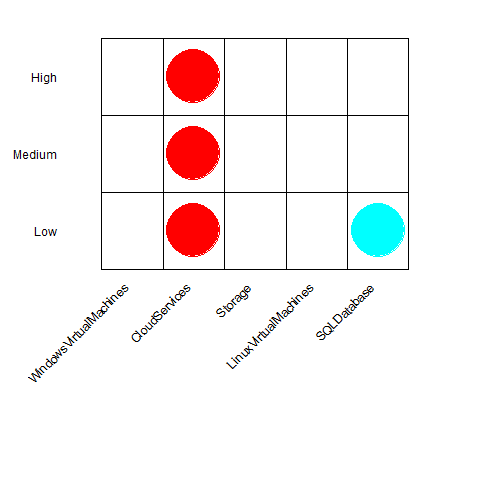 High
Medium
Low
WindowsVirtualMachines
CloudServices
Storage
LinuxVirtualMachines
SQLDatabase